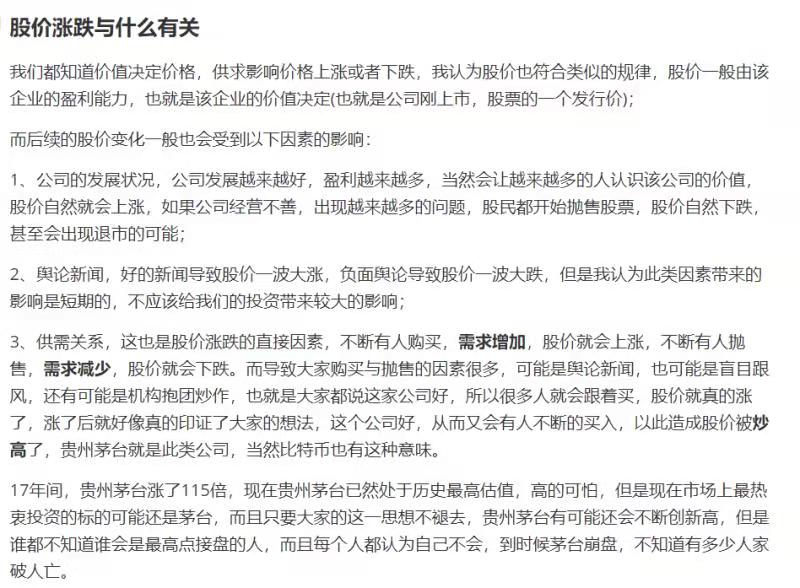 股价涨跌与什么有关
我们都知道价值决定价格，供求影响价格上涨或者下跌，我认为股价也符合类似的规律，股价一般由该
企业的盈利能力，也就是该企业的价值决定(也就是公司刚上市，股票的一个发行价)；
而后续的股价变化一般也会受到以下因素的影响：
1、公司的发展状况，公司发展越来越好，盈利越来越多，当然会让越来越多的人认识该公司的价值，
股价自然就会上涨，如果公司经营不善，出现越来越多的问题，股民都开始抛售股票，股价自然下跌，
甚至会出现退市的可能；
2、舆论新闻，好的新闻导致股价一波大涨，负面舆论导致股价一波大跌，但是我认为此类因素带来的
影响是短期的，不应该给我们的投资带来较大的影响；
3、供需关系，这也是股价涨跌的直接因素，不断有人购买，需求增加，股价就会上涨，不断有人抛
售，需求减少，股价就会下跌。而导致大家购买与抛售的因素很多，可能是舆论新闻，也可能是盲目跟
风，还有可能是机构抱团炒作，也就是大家都说这家公司好，所以很多人就会跟着买，股价就真的涨
了，涨了后就好像真的印证了大家的想法，这个公司好，从而又会有人不断的买入，以此造成股价被炒
高了，贵州茅台就是此类公司，当然比特币也有这种意味。
17年间，贵州茅台涨了115倍，现在贵州茅台已然处于历史最高估值，高的可怕，但是现在市场上最热
衷投资的标的可能还是茅台，而且只要大家的这一思想不褪去，贵州茅台有可能还会不断创新高，但是
谁都不知道谁会是最高点接盘的人，而且每个人都认为自己不会，到时候茅台崩盘，不知道有多少人家
破人亡。